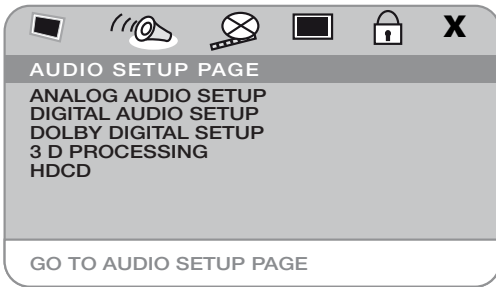 X
AUDIO SETUP PAGE
ANALOG AUDIO SETUP
DIGITAL AUDIO SETUP
DOLBY DIGITAL SETUP
3 D PROCESSING
HDCD
GO TO AUDIO SETUP PAGE